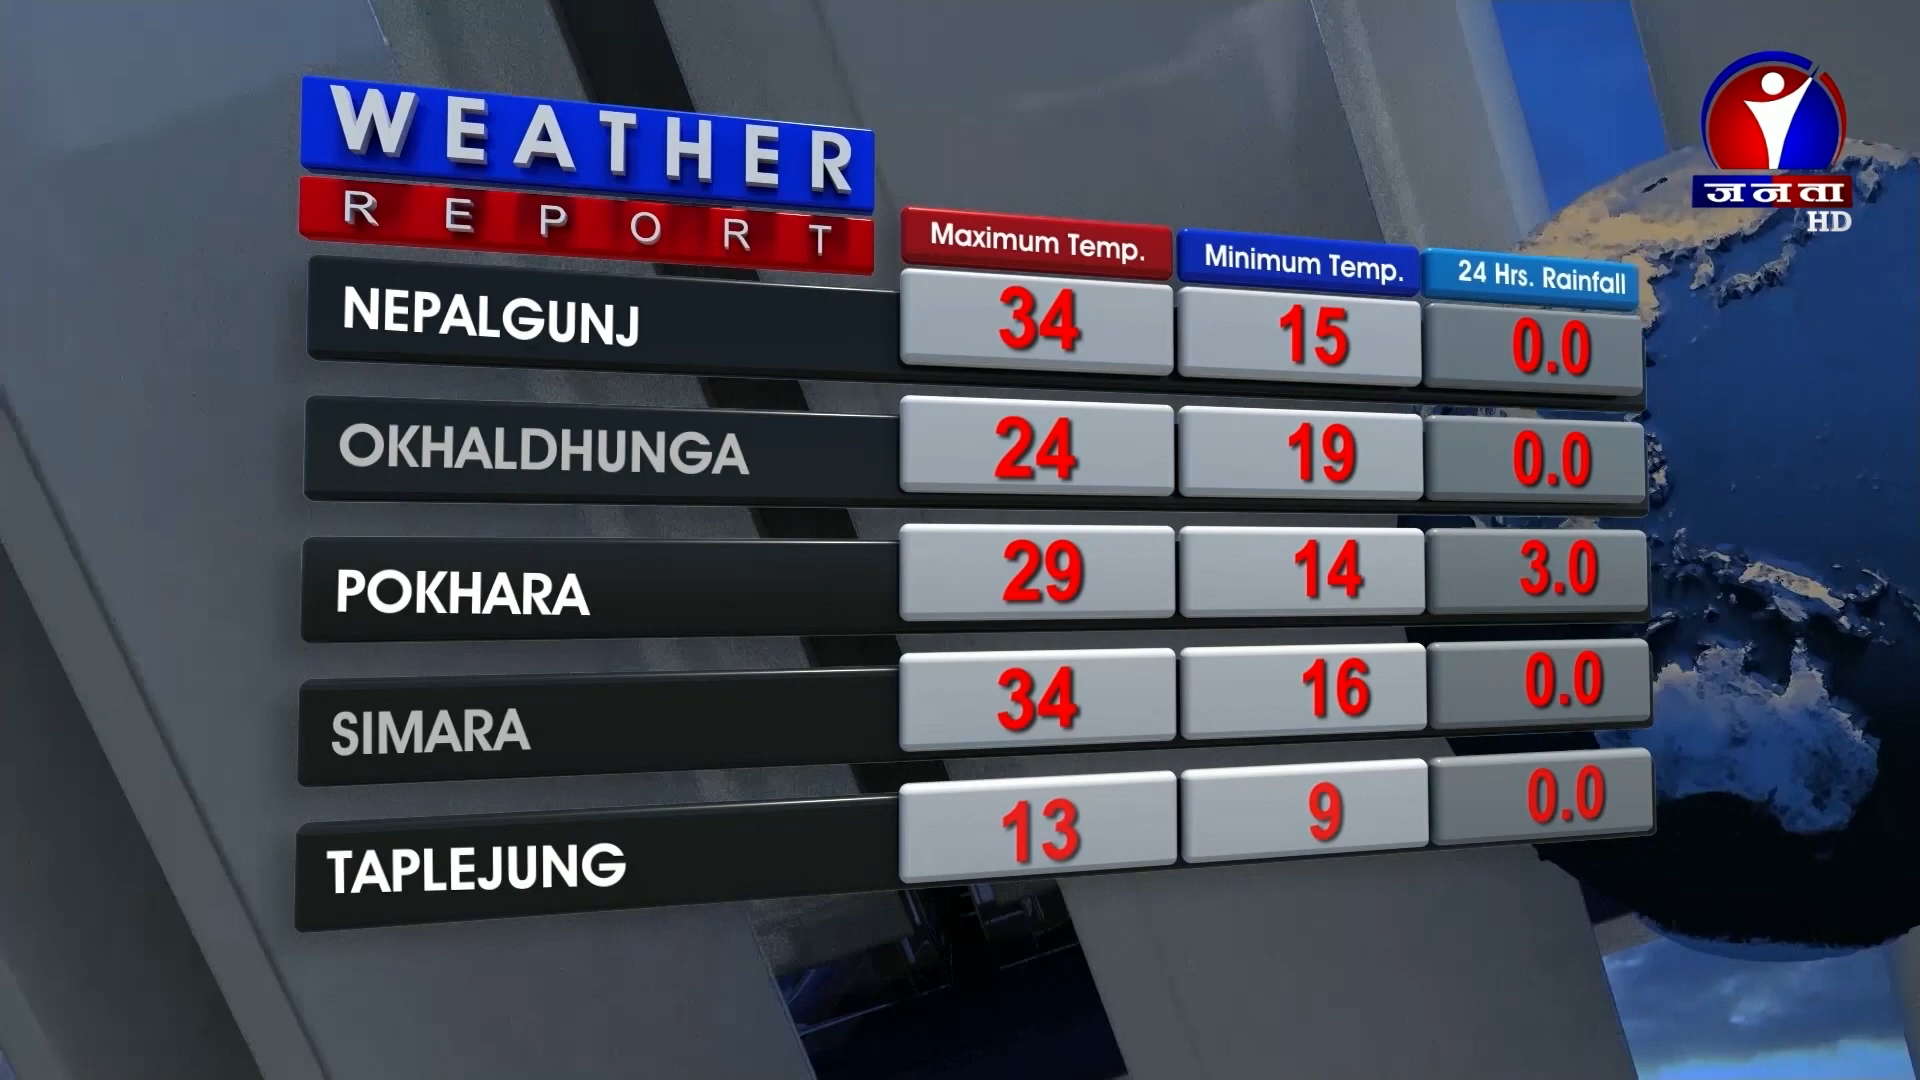 WEATHER
REPORT
जनता
HD
Maximum Temp. Minimum Temp. 24 Hrs. Rainfall
NEPALGUNJ 34 15 0.0
OKHALDHUNGA 24 19 0.0
POKHARA 29 14 3.0
SIMARA 34 16 0.0
TAPLEJUNG 13 9 0.0